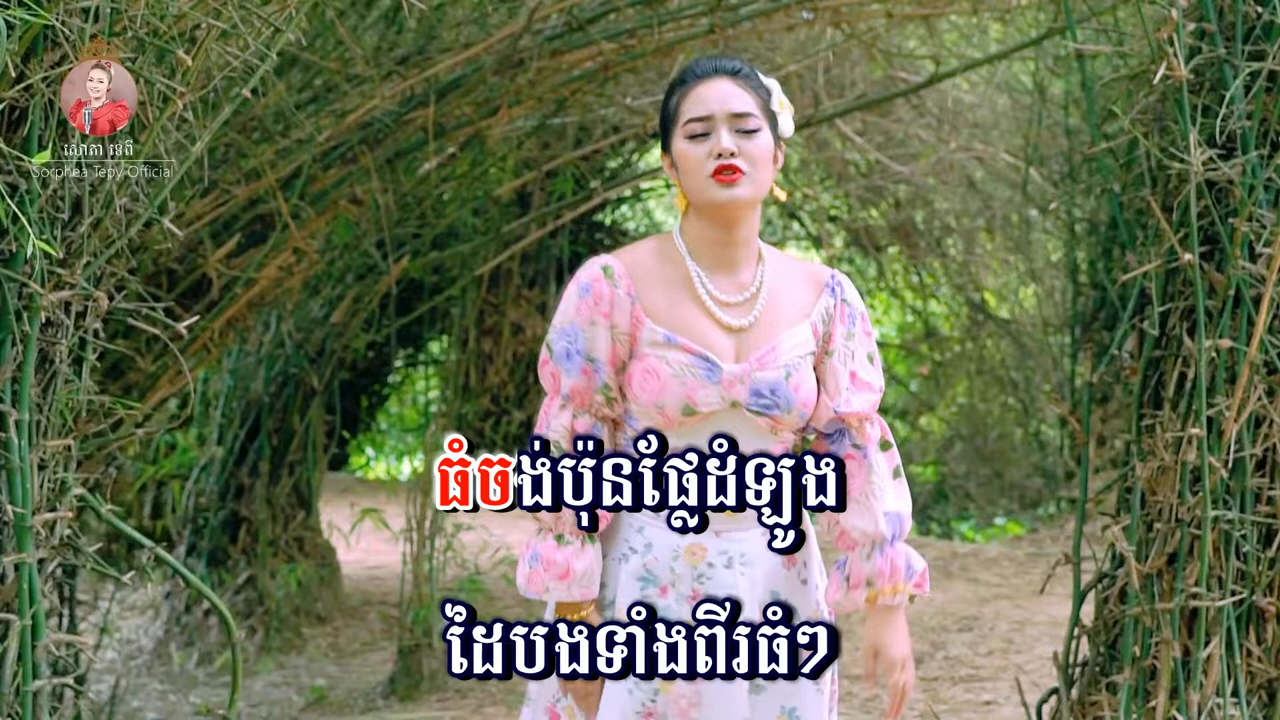 សោភា ទេពី
Sorphea Tepy Official
ធំចង់ប៉ុនផ្លែដំឡូង
ដៃបងទាំងពីរធំៗ